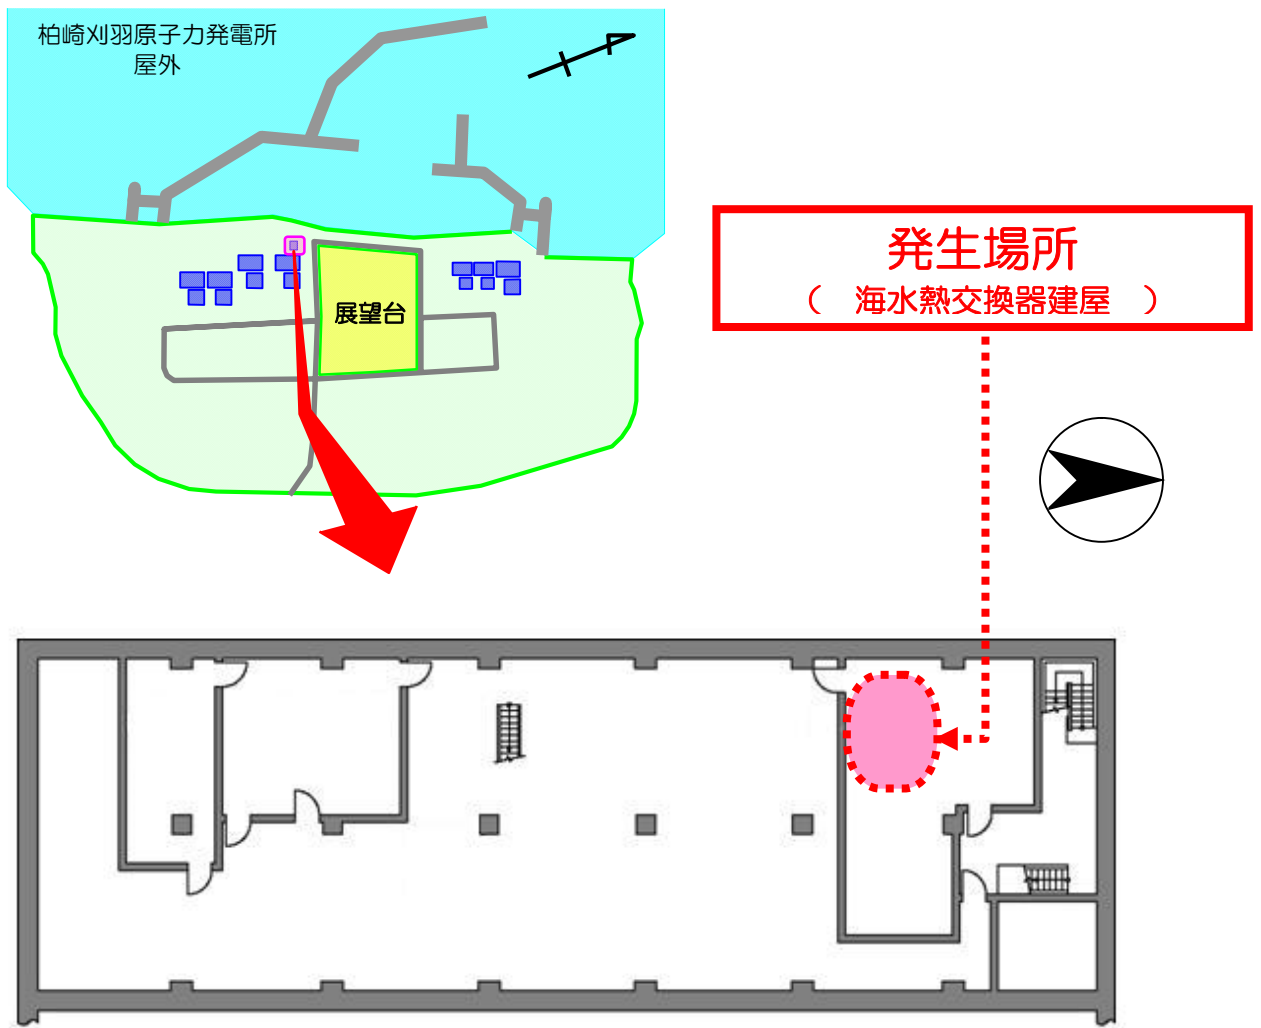 柏崎刈羽原子力発電所
屋外
展望台
発生場所
（　海水熱交換器建屋　）